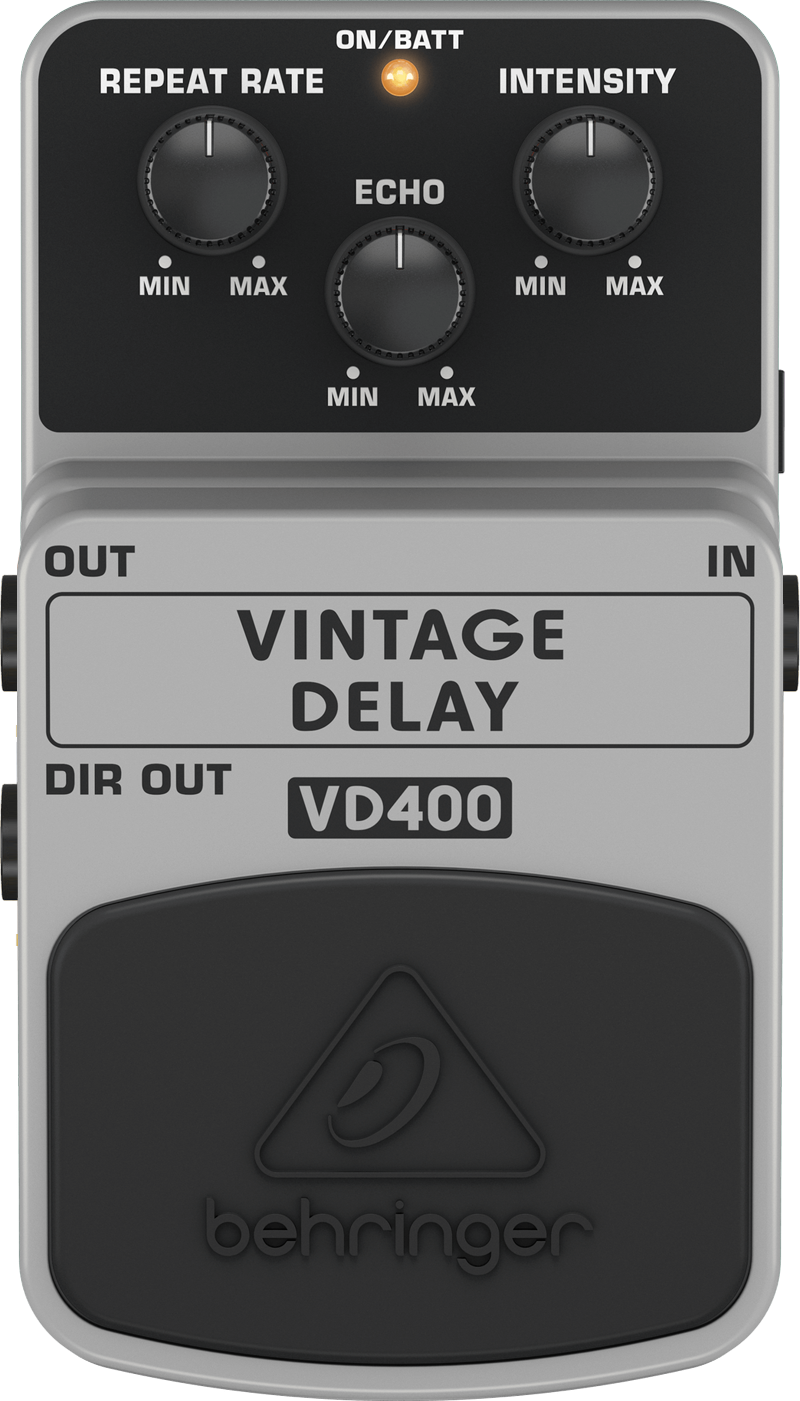 ON/BATT
REPEAT RATE
INTENSITY
ECHO
MIN MAX
MIN MAX
MIN MAX
OUT
IN
VINTAGE
DELAY
DIR OUT
VD400
behringer